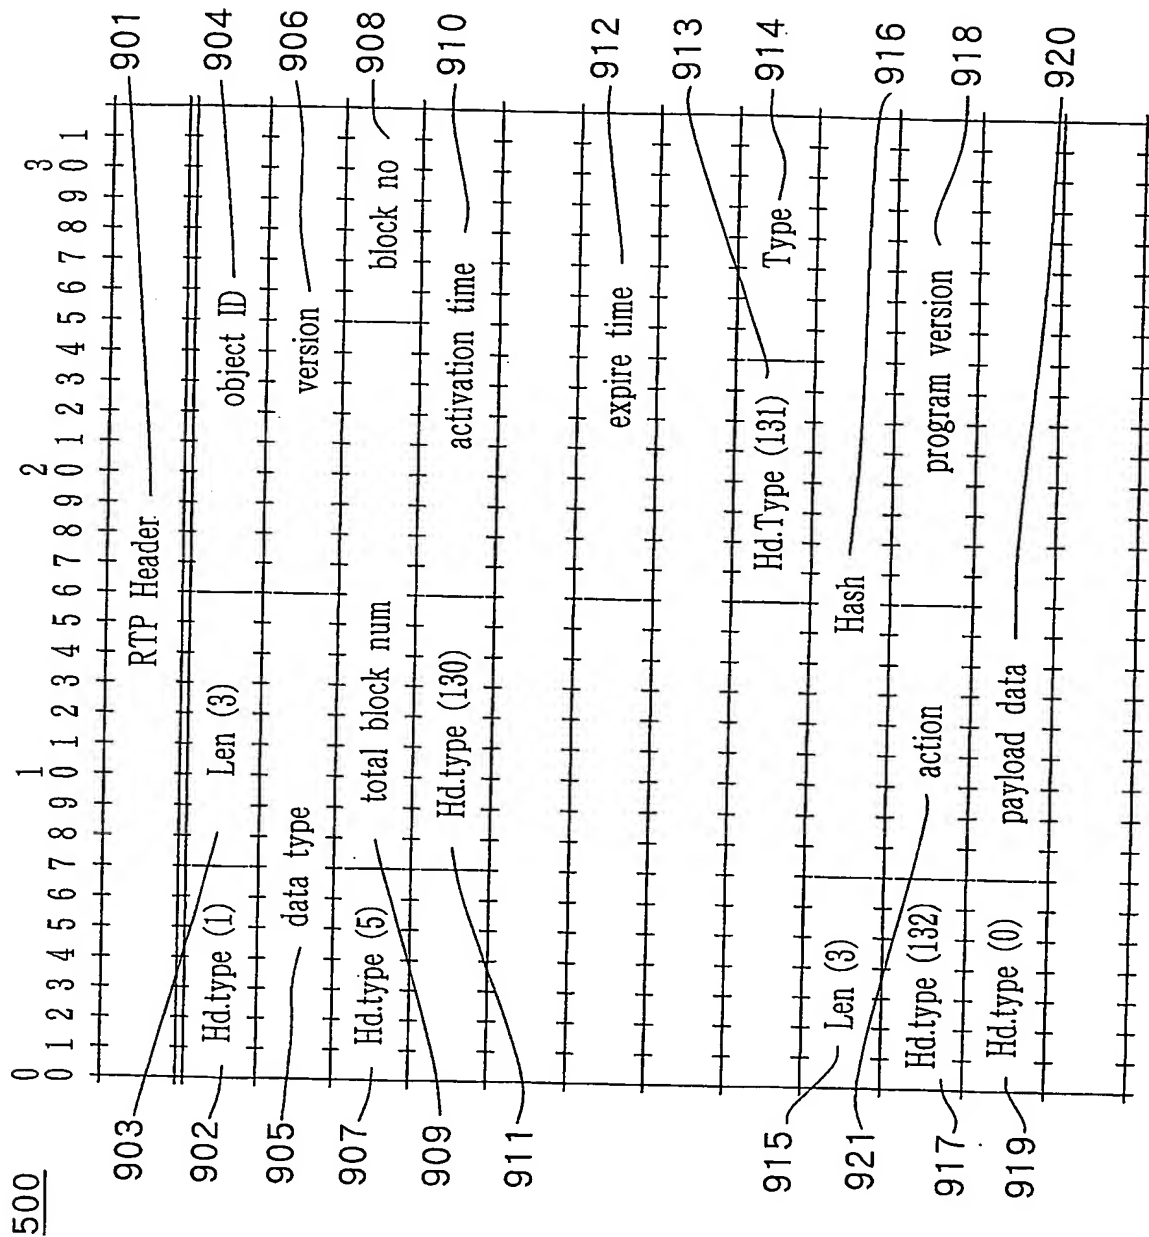 500
0 1 2 3
0 1 2 3 4 5 6 7 8 9 0 1 2 3 4 5 6 7 8 9 0 1 2 3 4 5 6 7 8 9 0 1
903 RTP Header 901
902 Hd.type (1) Len (3) object ID 904
905 data type version 906
907 Hd.type (5) total block num block no 908
909 Hd.type (130) activation time 910
911
expire time 912
913
Hd.Type (131) Type 914
915 Len (3) Hash 916
921
917 Hd.type (132) action program version 918
919 Hd.type (0) payload data 920